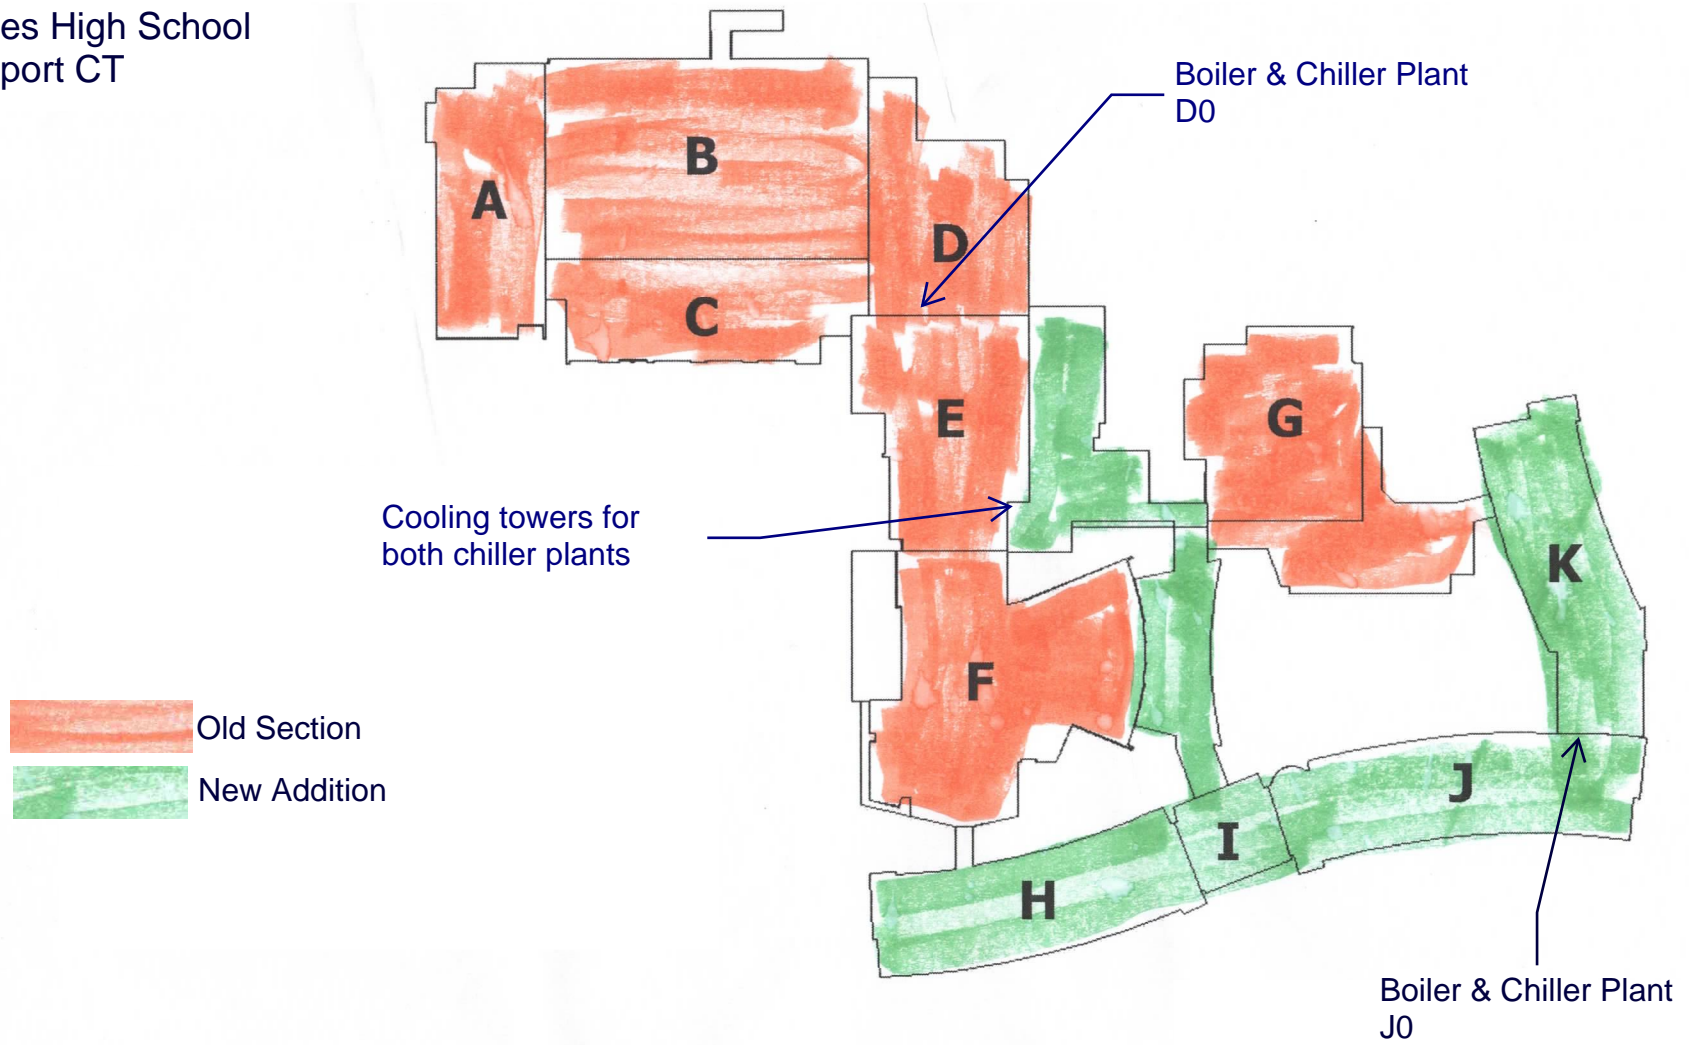 es High School
port CT
Boiler & Chiller Plant
D0
B
A
D
C
E
G
Cooling towers for
both chiller plants
K
F
Old Section
J
New Addition
I
H
Boiler & Chiller Plant
J0